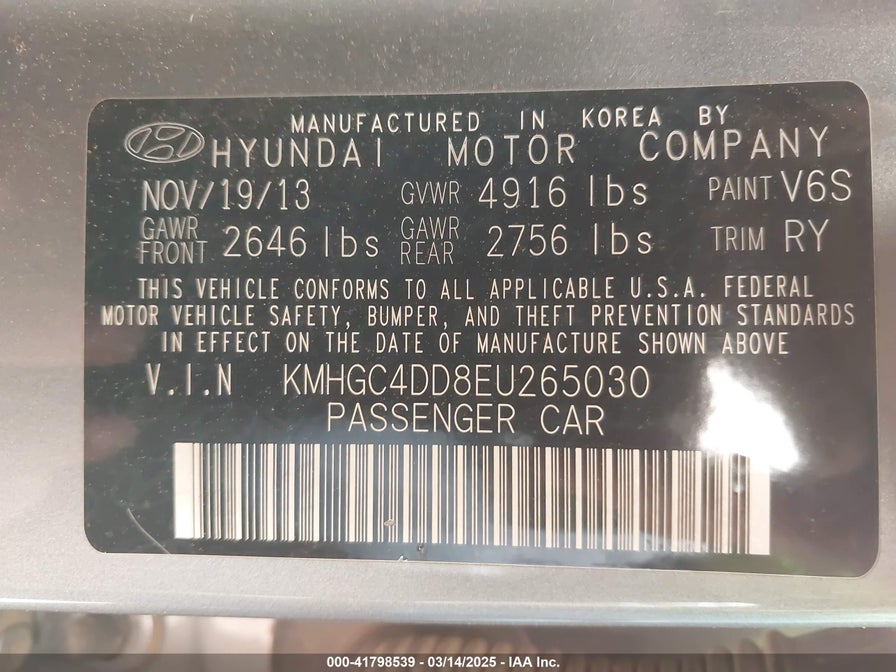 MANUFACTURED IN KOREA BY
HYUNDAI MOTOR COMPANY
NOV/19/13 GVWR 4916 lbs PAINT V6S
GAWR FRONT 2646 lbs GAWR REAR 2756 lbs TRIM RY
THIS VEHICLE CONFORMS TO ALL APPLICABLE U.S.A. FEDERAL
MOTOR VEHICLE SAFETY, BUMPER, AND THEFT PREVENTION STANDARDS
IN EFFECT ON THE DATE OF MANUFACTURE SHOWN ABOVE
V.I.N KMHGC4DD8EU265030
PASSENGER CAR
000-41798539 - 03/14/2025 - IAA Inc.